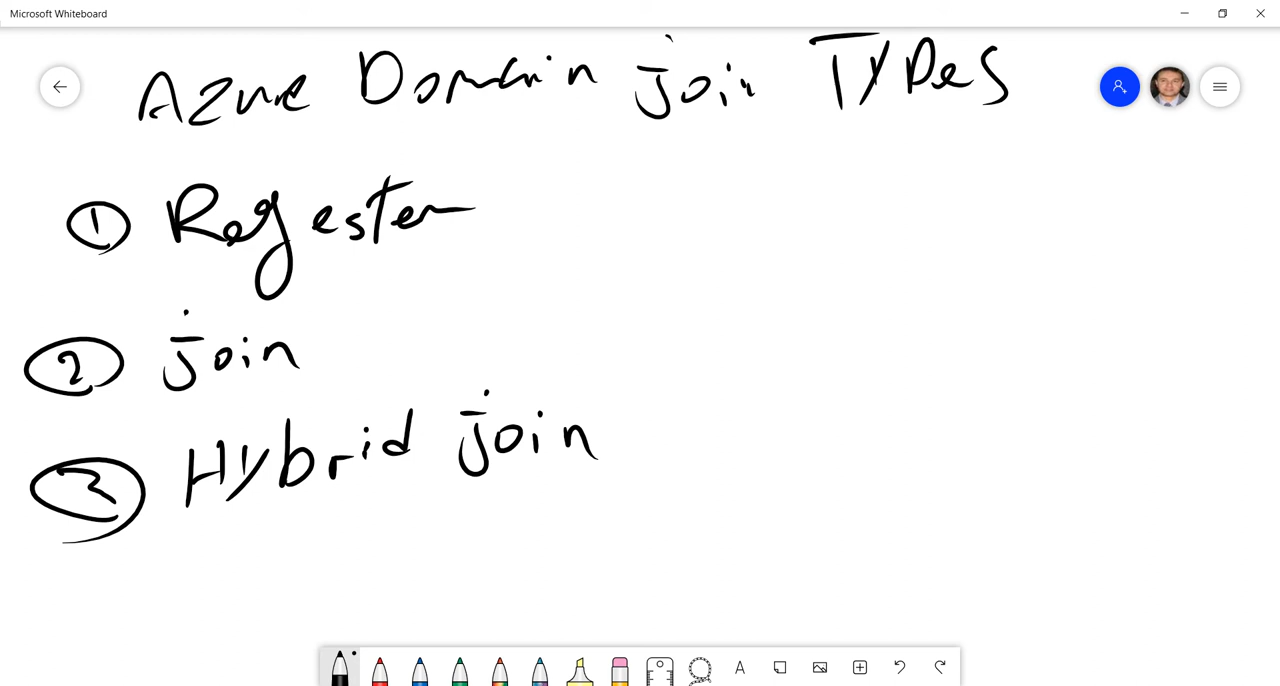 Microsoft Whiteboard
Azure Domain join TYPes
1 Regester
2 join
3 Hybrid join
A